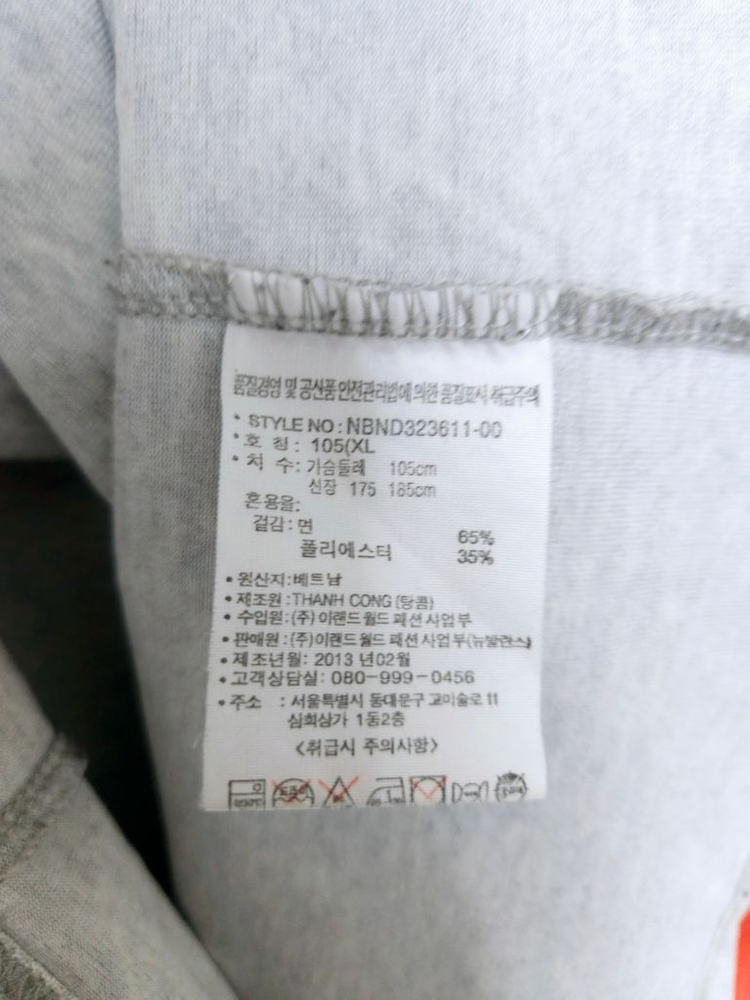 품질경영 및 공산품안전관리법에 의한 품질표시 취급주의
* STYLE NO : NBND323611-00
* 호 칭 : 105(XL
* 치 수 : 가슴둘레 105cm
신장 175 185cm
혼용율:
겉감 : 면 65%
폴리에스터 35%
• 원산지 : 베트남
• 제조원 : THANH CONG (탕콤)
• 수입원 : (주) 이랜드월드 패션 사업부
• 판매원 : (주) 이랜드월드 패션 사업부(뉴발란스)
• 제조년월 : 2013 년02월
• 고객상담실: 080-999-0456
• 주소 : 서울특별시 동대문구 고미술로 11
삼희상가 1동2층
<취급시 주의사항>